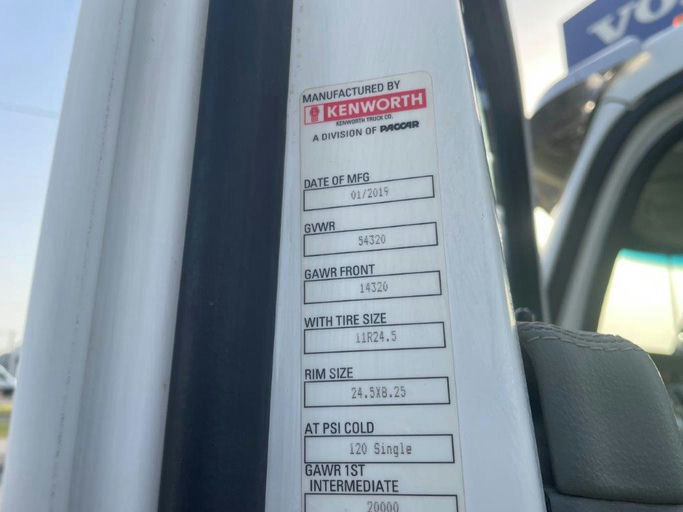 VO
MANUFACTURED BY
KENWORTH
KENWORTH TRUCK CO.
A DIVISION OF PACCAR
DATE OF MFG
01/2019
GVWR
54320
GAWR FRONT
14320
WITH TIRE SIZE
11R24.5
RIM SIZE
24.5X8.25
AT PSI COLD
120 Single
GAWR 1ST
INTERMEDIATE
20000